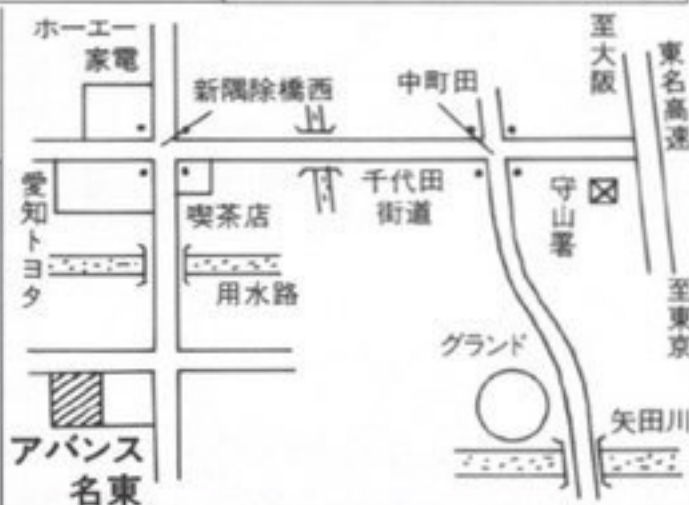 ホーエー
家電
新隅除橋西
中町田
至大阪
東名高速
愛知トヨタ
喫茶店
千代田
街道
守山署
用水路
至東京
グランド
矢田川
アバンス
名東